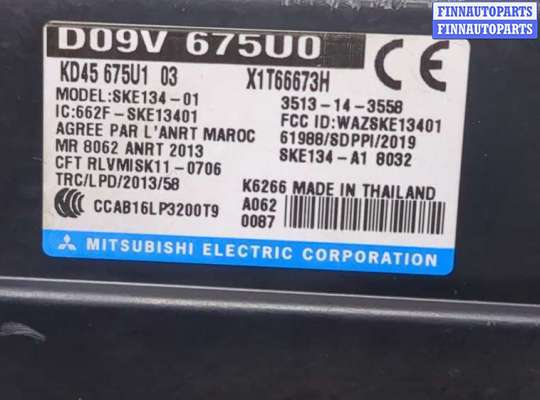 FINNAUTOPARTS
FINNAUTOPARTS
D09V 675U0
KD45 675U1 03 X1T66673H
CE
MODEL:SKE134-01 3513-14-3558
IC:662F-SKE13401 FCC ID:WAZSKE13401
AGREE PAR L'ANRT MAROC 61988/SDPPI/2019
MR 8062 ANRT 2013 SKE134-A1 8032
CFT RLVMISK11-0706
TRC/LPD/2013/58 K6266 MADE IN THAILAND
CCC CCAB16LP3200T9 A062
0087
MITSUBISHI ELECTRIC CORPORATION